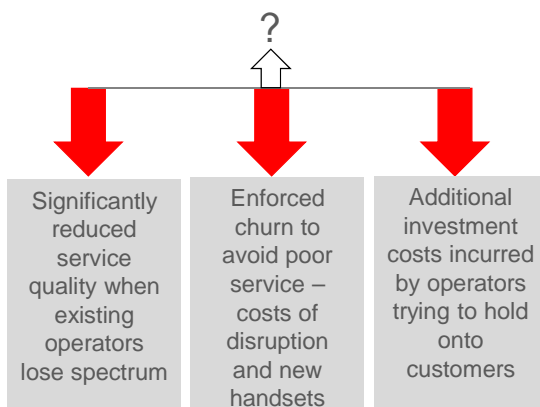 ?
Significantly
reduced
service
quality when
existing
operators
lose spectrum
Enforced
churn to
avoid poor
service –
costs of
disruption
and new
handsets
Additional
investment
costs incurred
by operators
trying to hold
onto
customers